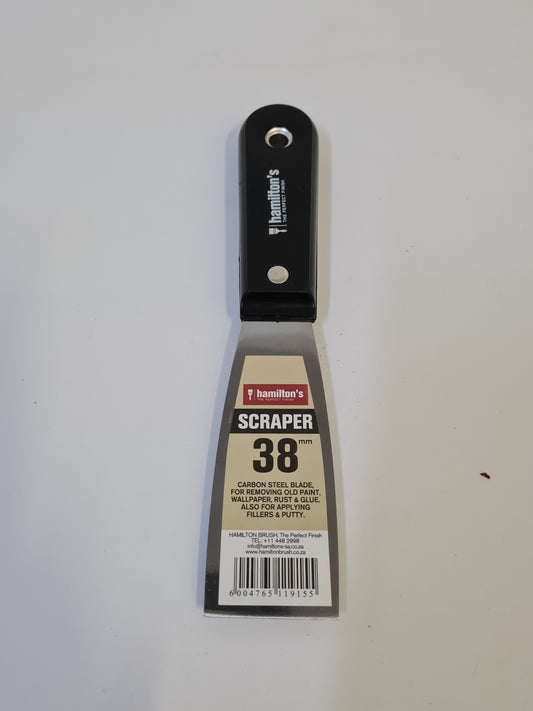 hamilton's
THE PERFECT FINISH
hamilton's
THE PERFECT FINISH
SCRAPER
38 mm
CARBON STEEL BLADE,
FOR REMOVING OLD PAINT,
WALLPAPER, RUST & GLUE.
ALSO FOR APPLYING
FILLERS & PUTTY.
HAMILTON BRUSH, The Perfect Finish
TEL. +11 448 2998
info@hamiltons-sa.co.za
www.hamiltonbrush.co.za
6 004765 119155